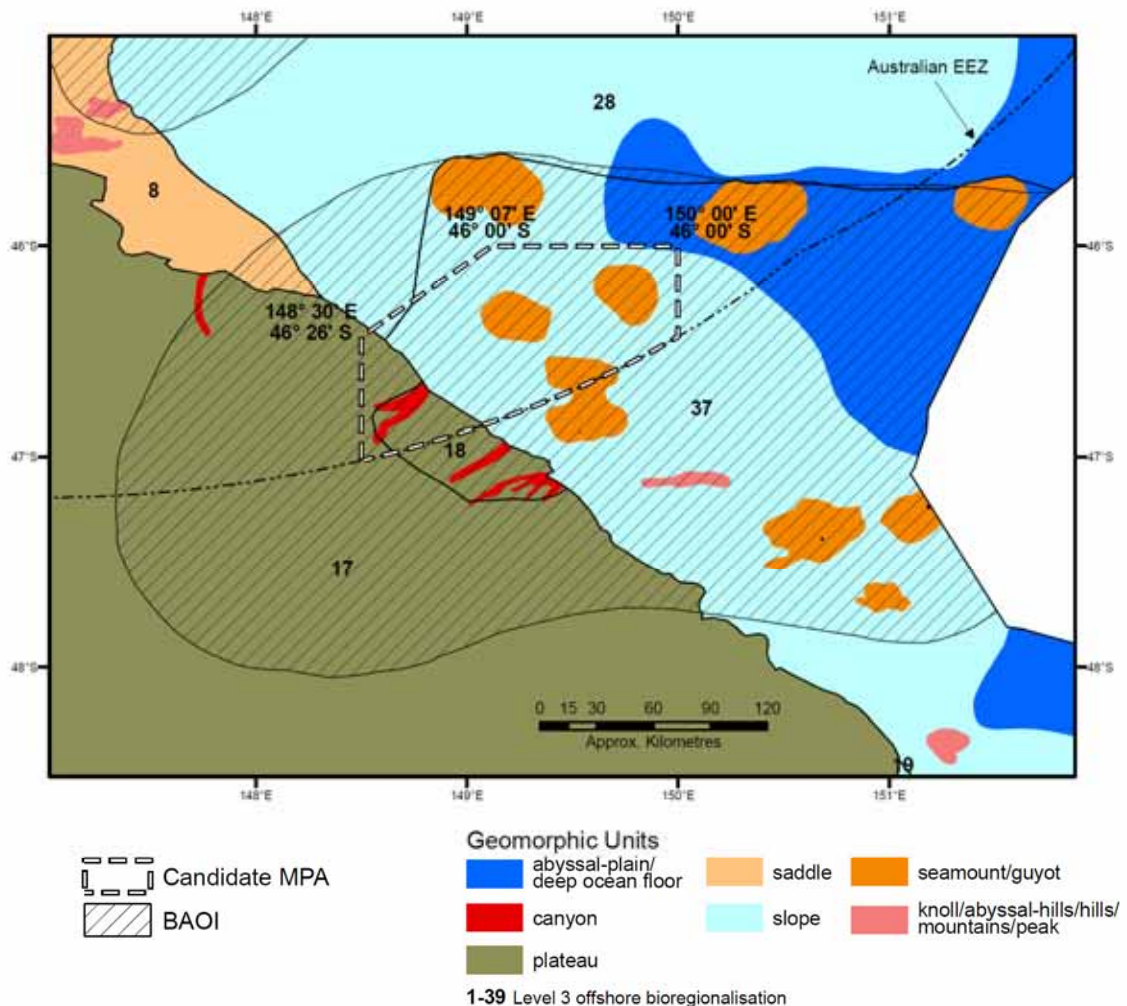 148°E
149°E
150°E
151°E
Australian EEZ
28
8
149° 07' E
46° 00' S
150° 00' E
46° 00' S
46°S
46°S
148° 30' E
46° 26' S
37
18
47°S
47°S
17
48°S
48°S
0 15 30 60 90 120
Approx. Kilometres
19
148°E
149°E
150°E
151°E
Candidate MPA
BAOI
Geomorphic Units
abyssal-plain/
deep ocean floor
canyon
plateau
saddle
slope
seamount/guyot
knoll/abyssal-hills/hills/
mountains/peak
1-39 Level 3 offshore bioregionalisation